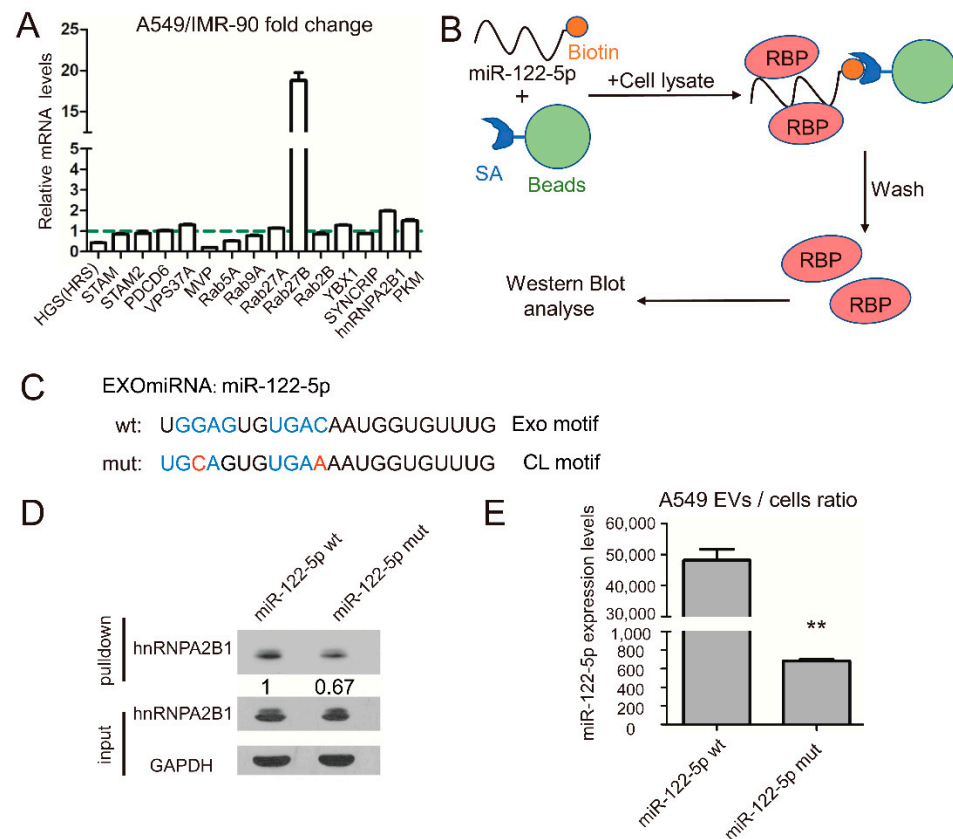 A
A549/IMR-90 fold change
Relative mRNA levels
25
20
15
10
5
2
1
0
HGS(HRS)
STAM
STAM2
PDCD6
VPS37A
MVP
Rab5A
Rab9A
Rab27A
Rab27B
Rab2B
YBX1
SYNCRIP
hnRNPA2B1
PKM
B
Biotin
miR-122-5p
+
SA
Beads
+Cell lysate
RBP
RBP
Wash
RBP
RBP
Western Blot
analyse
C
EXOmiRNA: miR-122-5p
wt: UGGAGUGUGACAAUGGUGUUUG Exo motif
mut: UGCAGUGUGAAAAUGGUGUUUG CL motif
D
miR-122-5p wt
miR-122-5p mut
pulldown
hnRNPA2B1
1 0.67
input
hnRNPA2B1
GAPDH
E
A549 EVs / cells ratio
miR-122-5p expression levels
60,000
50,000
40,000
30,000
1,000
800
600
400
200
0
**
miR-122-5p wt
miR-122-5p mut